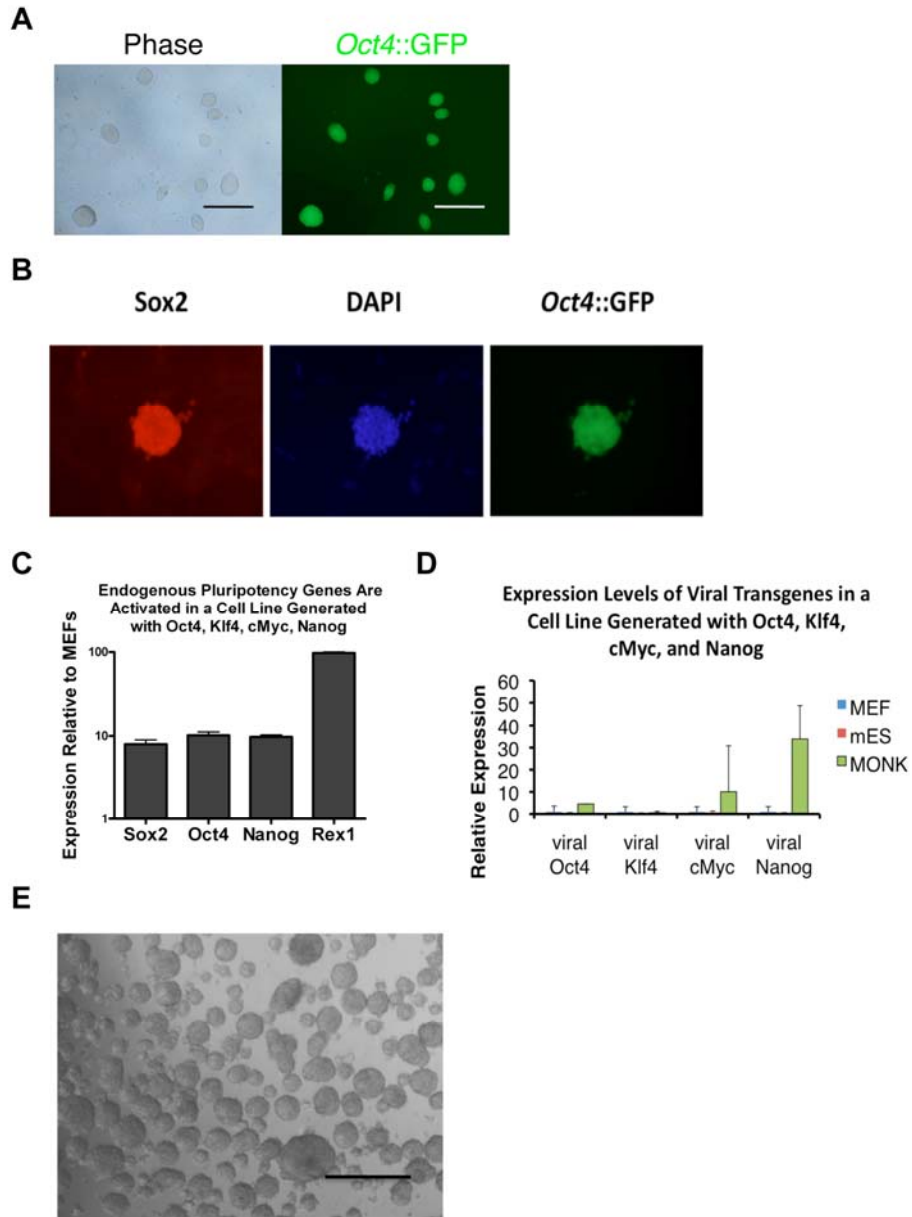 A
Phase
Oct4::GFP
B
Sox2
DAPI
Oct4::GFP
C
Endogenous Pluripotency Genes Are
Activated in a Cell Line Generated
with Oct4, Klf4, cMyc, Nanog
Expression Relative to MEFs
100
10
1
Sox2 Oct4 Nanog Rex1
D
Expression Levels of Viral Transgenes in a
Cell Line Generated with Oct4, Klf4,
cMyc, and Nanog
Relative Expression
60
50
40
30
20
10
0
viral viral viral viral
Oct4 Klf4 cMyc Nanog
MEF
mES
MONK
E